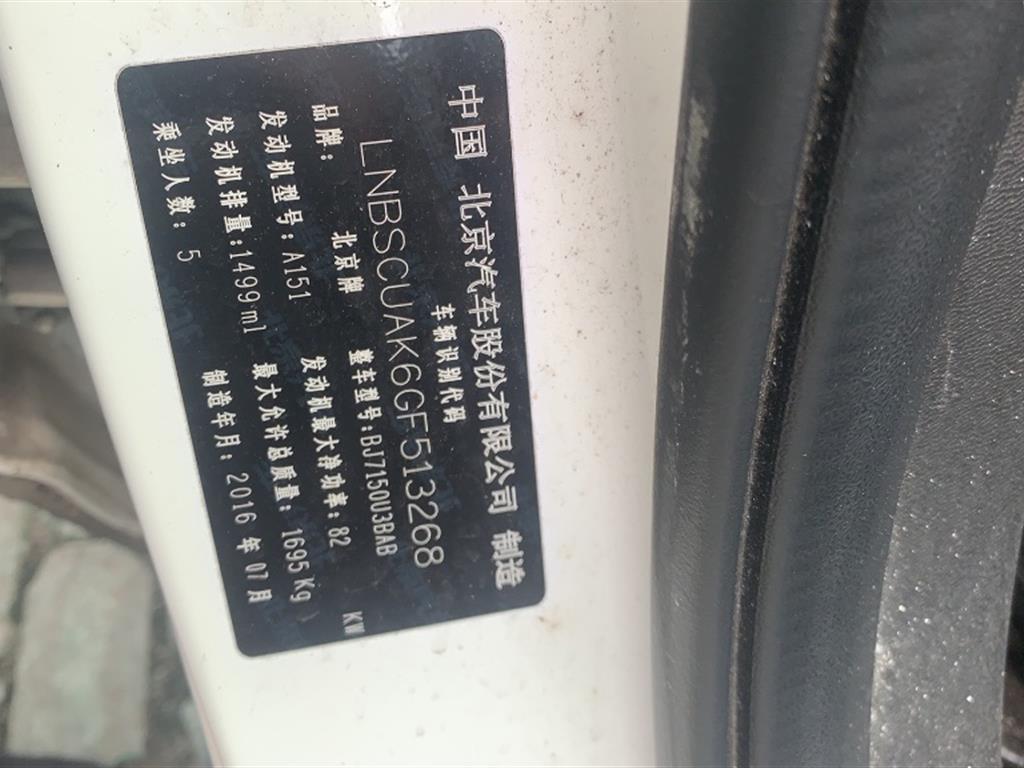 中国 北京汽车股份有限公司 制造
车辆识别代码
LNBSCUAK6GF513268
品牌: 北京牌 整车型号:BJ7150U3BAB
发动机型号:A151 发动机最大净功率:82 KW
发动机排量:1499ml 最大允许总质量:1695Kg
乘坐人数: 5 制造年月:2016 年 07 月